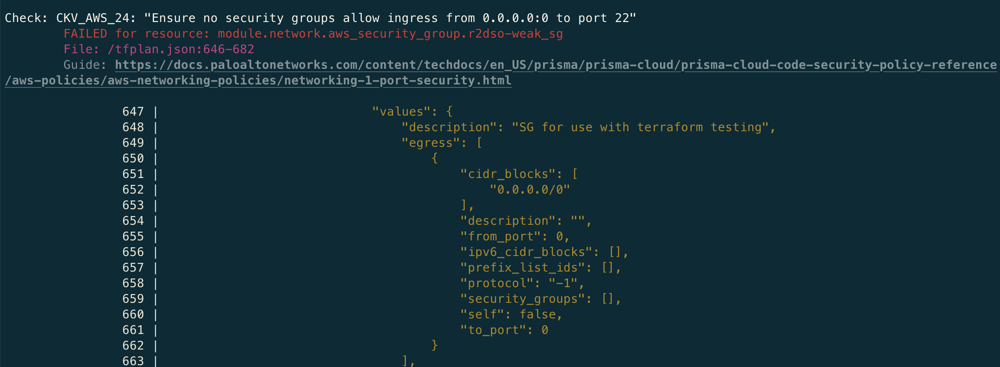 Check: CKV_AWS_24: "Ensure no security groups allow ingress from 0.0.0.0:0 to port 22"
FAILED for resource: module.network.aws_security_group.r2dso-weak_sg
File: /tfplan.json:646-682
Guide: https://docs.paloaltonetworks.com/content/techdocs/en_US/prisma/prisma-cloud/prisma-cloud-code-security-policy-reference
/aws-policies/aws-networking-policies/networking-1-port-security.html
647 | "values": {
648 | "description": "SG for use with terraform testing",
649 | "egress": [
650 | {
651 | "cidr_blocks": [
652 | "0.0.0.0/0"
653 | ],
654 | "description": "",
655 | "from_port": 0,
656 | "ipv6_cidr_blocks": [],
657 | "prefix_list_ids": [],
658 | "protocol": "-1",
659 | "security_groups": [],
660 | "self": false,
661 | "to_port": 0
662 | }
663 | ],